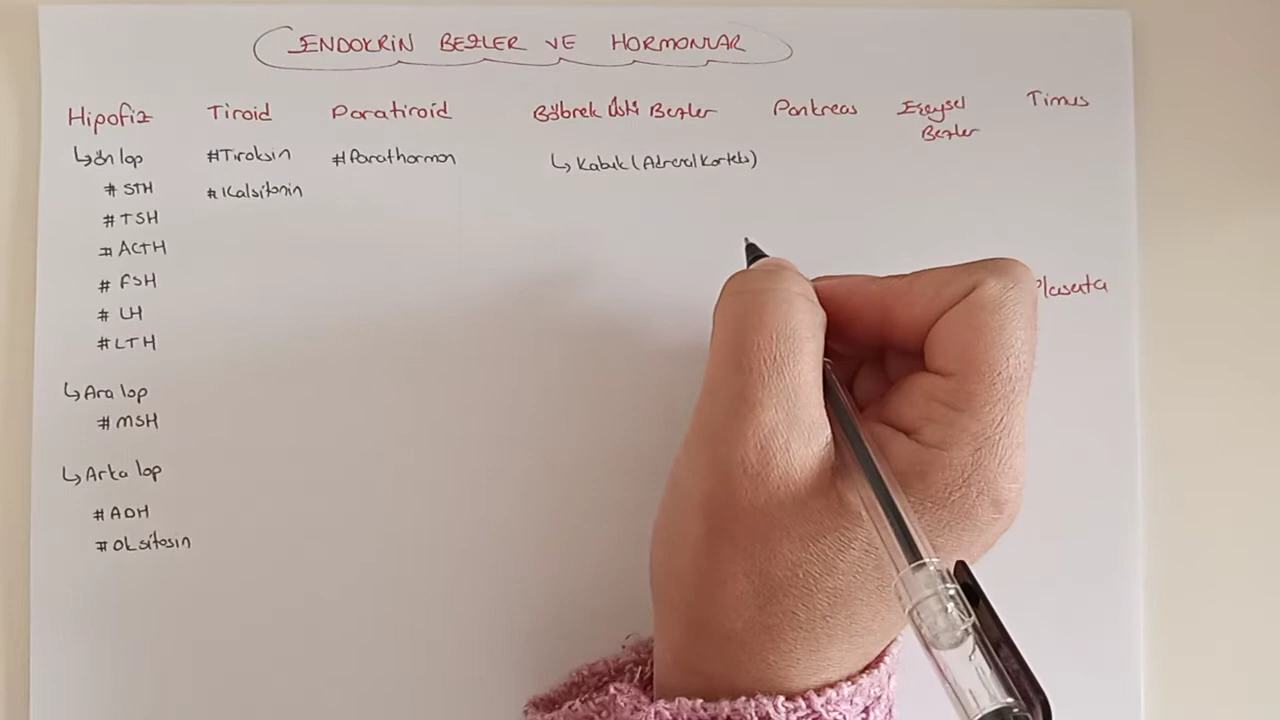 ENDOKRİN BEZLER VE HORMONLAR
Hipofiz
↳ Ön lop
# STH
# TSH
# ACTH
# FSH
# LH
# LTH
↳ Ara lop
# MSH
↳ Arka lop
# ADH
# Oksitosin
Tiroid
# Tiroksin
# Kalsitonin
Paratiroid
# Parathormon
Böbrek Üstü Bezler
↳ Kabuk (Adrenal Korteks)
Pankreas
Eşeysel
Bezler
Timus
Plasenta